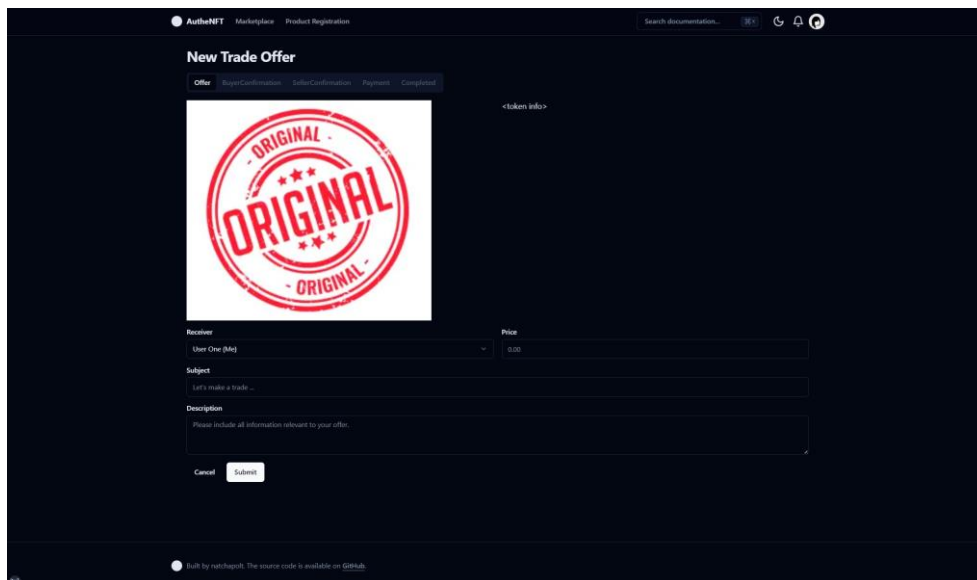 AutheNFT Marketplace Product Registration Search documentation... ⌘K
New Trade Offer
Offer BuyerConfirmation SellerConfirmation Payment Completed
<token info>
- ORIGINAL -
ORIGINAL
- ORIGINAL -
Receiver Price
User One (Me) 0.00
Subject
Let's make a trade ...
Description
Please include all information relevant to your offer.
Cancel Submit
Built by natchapolt. The source code is available on GitHub.